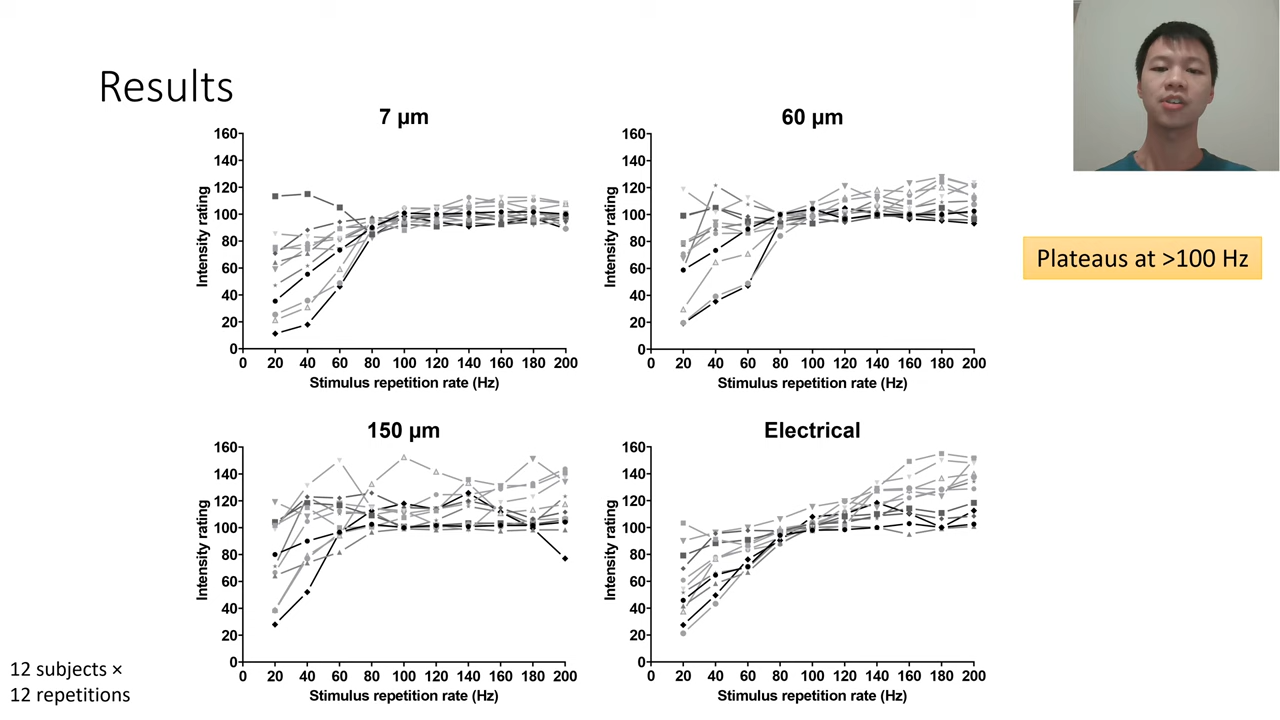 Results
7 µm
Intensity rating
160
140
120
100
80
60
40
20
0
0 20 40 60 80 100 120 140 160 180 200
Stimulus repetition rate (Hz)
60 µm
Intensity rating
160
140
120
100
80
60
40
20
0
0 20 40 60 80 100 120 140 160 180 200
Stimulus repetition rate (Hz)
Plateaus at >100 Hz
150 µm
Intensity rating
160
140
120
100
80
60
40
20
0
0 20 40 60 80 100 120 140 160 180 200
Stimulus repetition rate (Hz)
Electrical
Intensity rating
160
140
120
100
80
60
40
20
0
0 20 40 60 80 100 120 140 160 180 200
Stimulus repetition rate (Hz)
12 subjects ×
12 repetitions